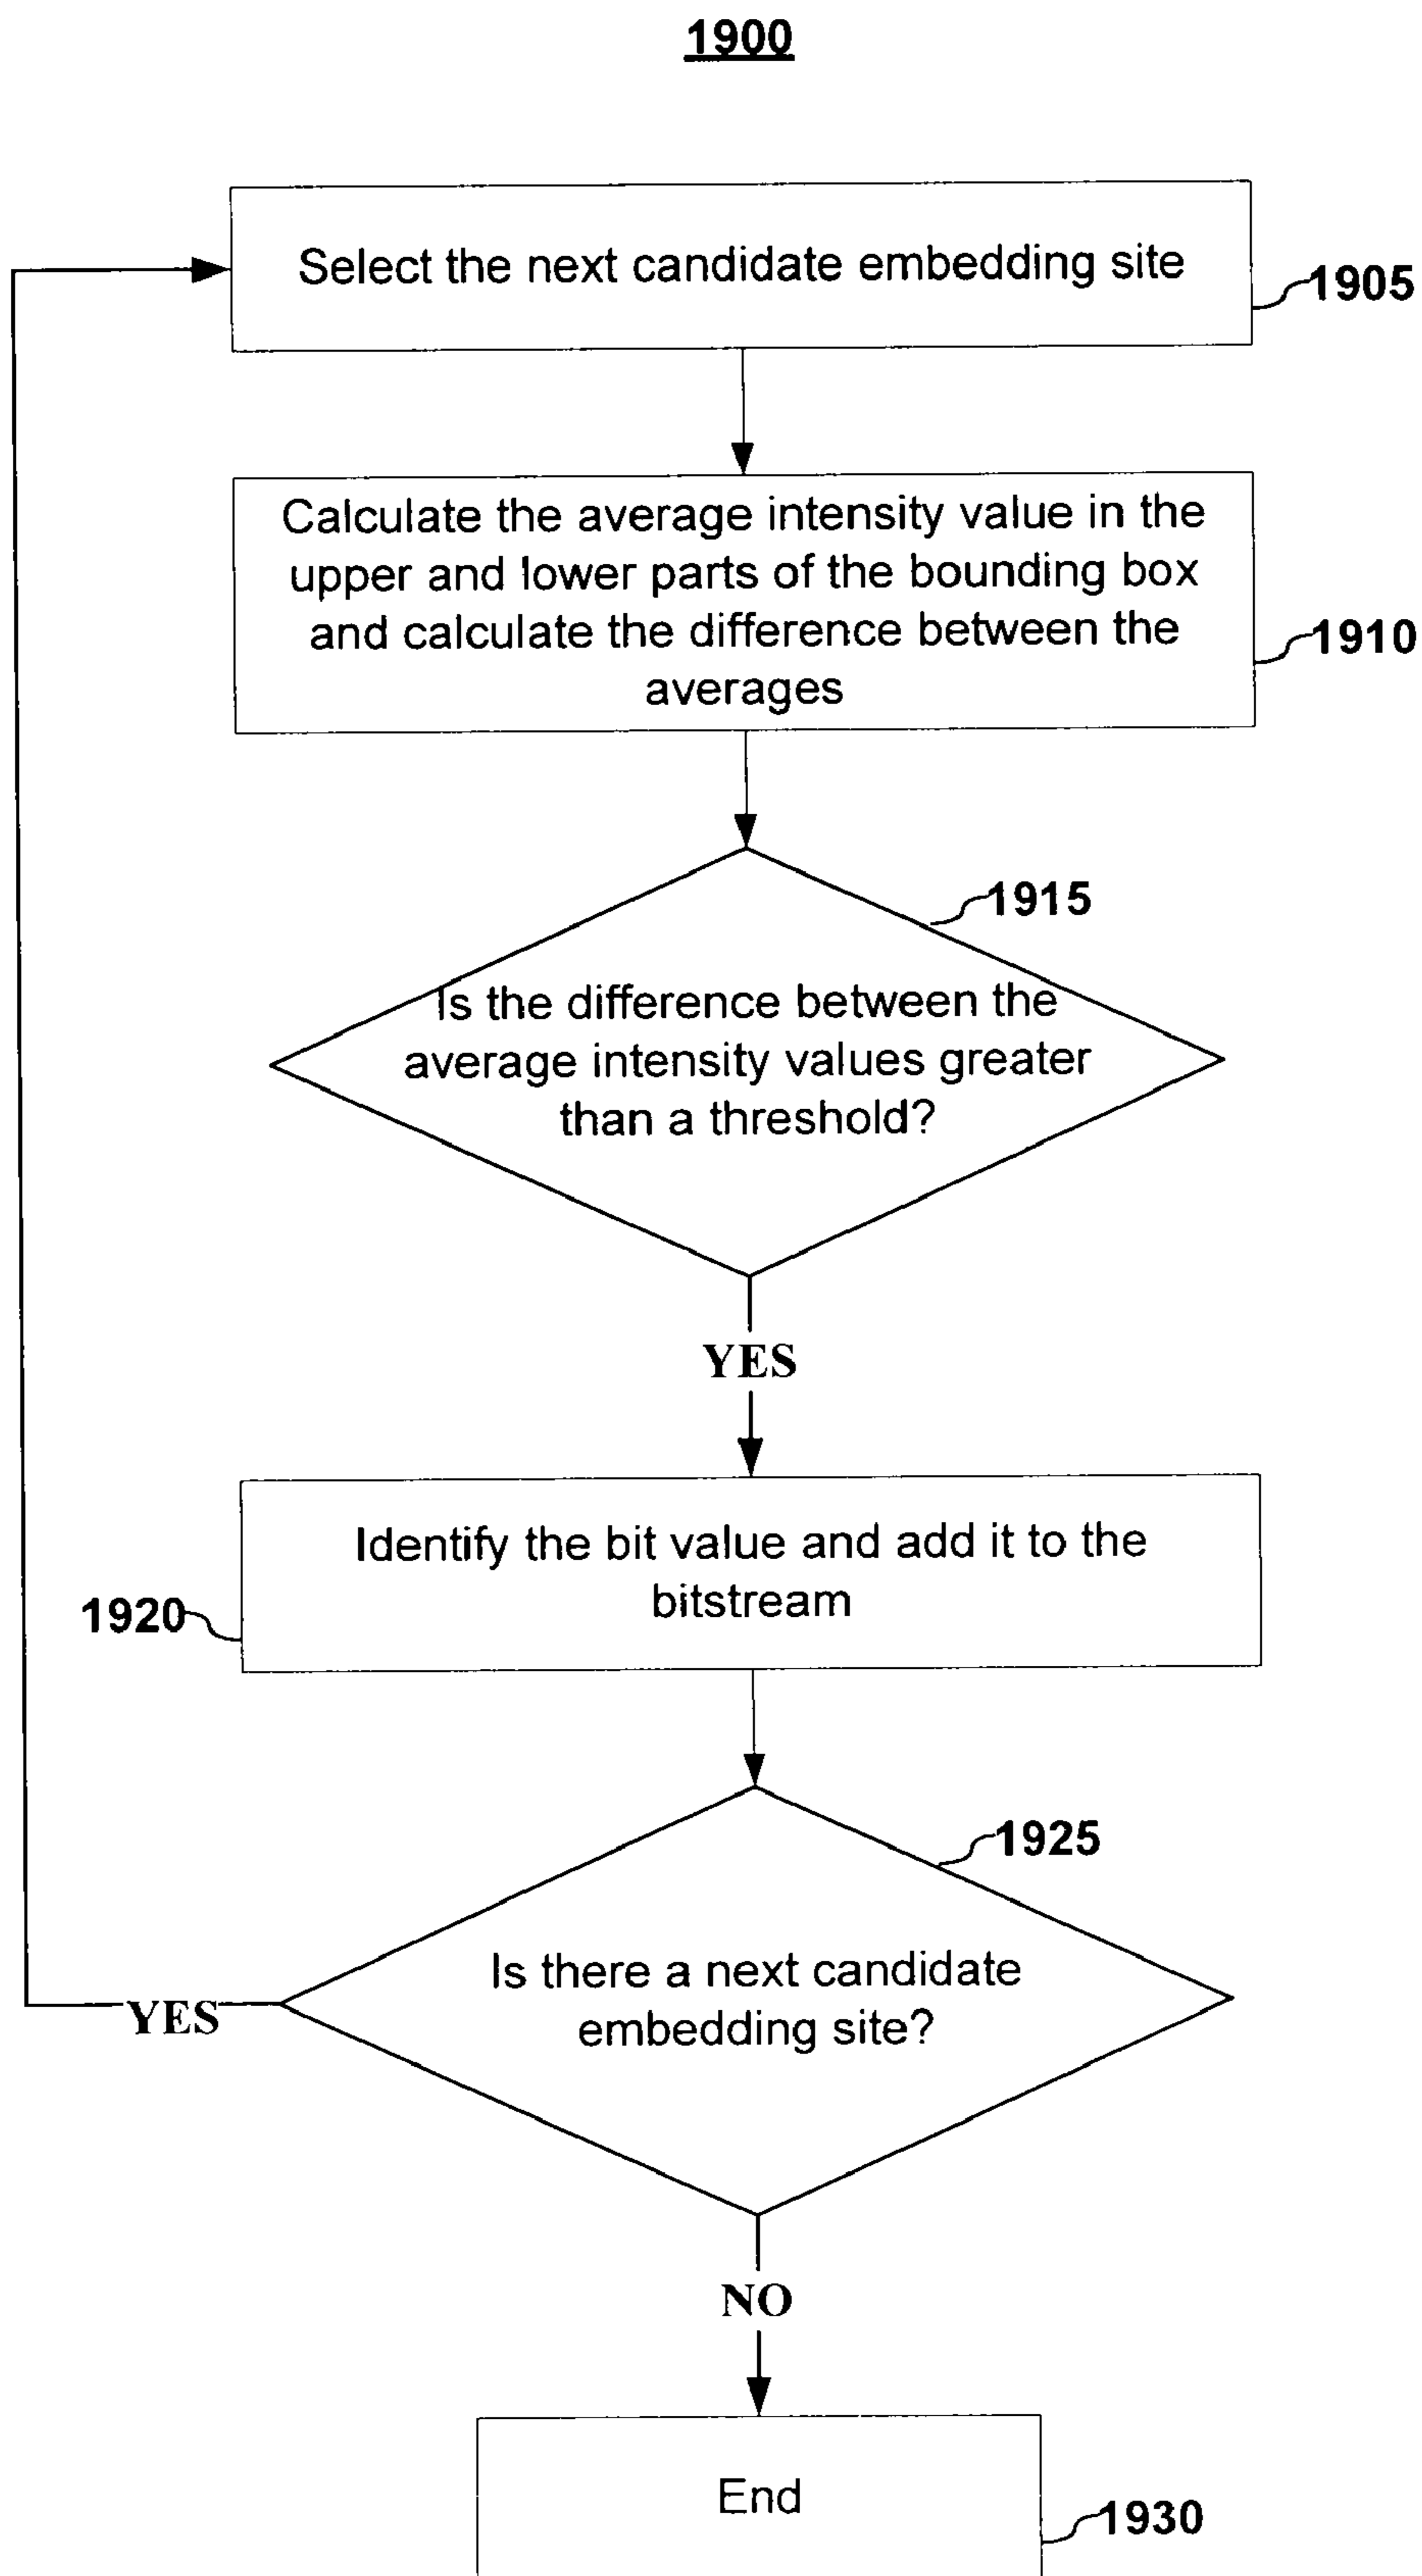 1900
Select the next candidate embedding site
1905
Calculate the average intensity value in the
upper and lower parts of the bounding box
and calculate the difference between the
averages
1910
1915
Is the difference between the
average intensity values greater
than a threshold?
YES
Identify the bit value and add it to the
bitstream
1920
1925
Is there a next candidate
embedding site?
YES
NO
End
1930